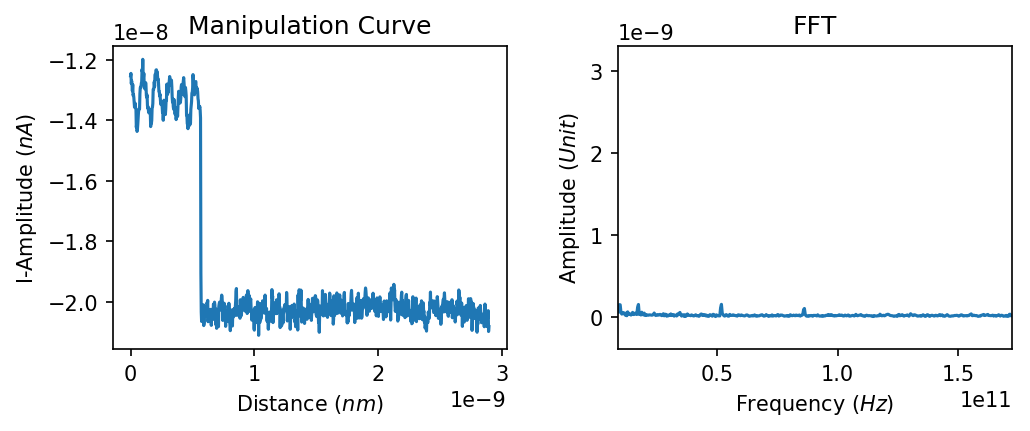 Manipulation Curve
1e−8
−1.2
−1.4
−1.6
−1.8
−2.0
I-Amplitude (nA)
0
1
2
3
1e−9
Distance (nm)
FFT
1e−9
3
2
1
0
Amplitude (Unit)
0.5
1.0
1.5
1e11
Frequency (Hz)